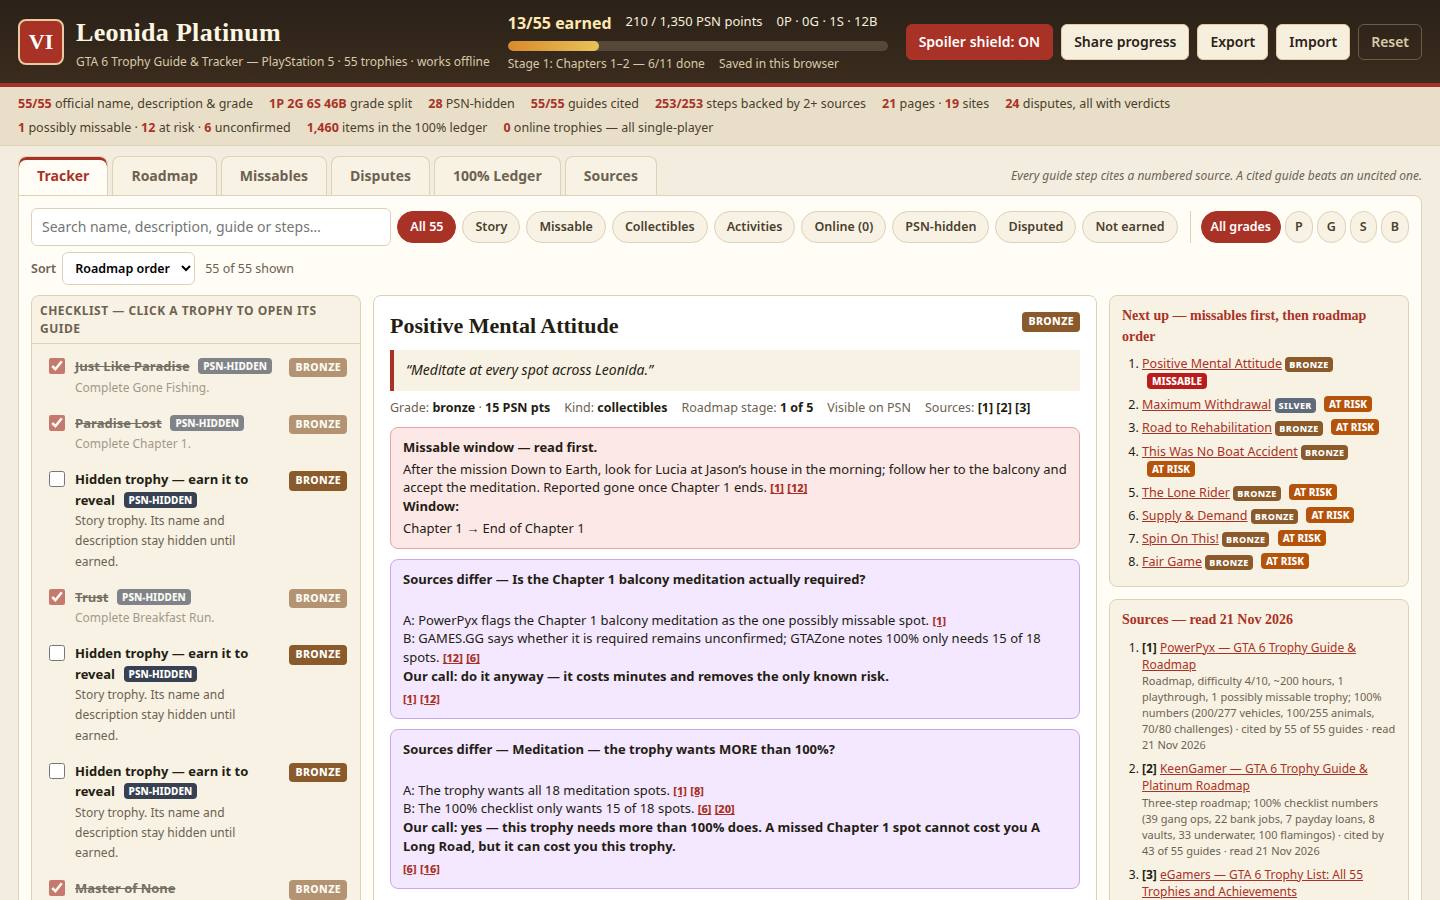 VI
Leonida Platinum
GTA 6 Trophy Guide & Tracker — PlayStation 5 · 55 trophies · works offline
13/55 earned 210 / 1,350 PSN points 0P · 0G · 1S · 12B
Stage 1: Chapters 1–2 — 6/11 done Saved in this browser
Spoiler shield: ON
Share progress
Export
Import
Reset
55/55 official name, description & grade 1P 2G 6S 46B grade split 28 PSN-hidden 55/55 guides cited 253/253 steps backed by 2+ sources 21 pages · 19 sites 24 disputes, all with verdicts
1 possibly missable · 12 at risk · 6 unconfirmed 1,460 items in the 100% ledger 0 online trophies — all single-player
Tracker
Roadmap
Missables
Disputes
100% Ledger
Sources
Every guide step cites a numbered source. A cited guide beats an uncited one.
Search name, description, guide or steps…
All 55
Story
Missable
Collectibles
Activities
Online (0)
PSN-hidden
Disputed
Not earned
All grades
P
G
S
B
Sort Roadmap order 55 of 55 shown
CHECKLIST — CLICK A TROPHY TO OPEN ITS
GUIDE
Just Like Paradise PSN-HIDDEN BRONZE
Complete Gone Fishing.
Paradise Lost PSN-HIDDEN BRONZE
Complete Chapter 1.
Hidden trophy — earn it to BRONZE
reveal PSN-HIDDEN
Story trophy. Its name and
description stay hidden until
earned.
Trust PSN-HIDDEN BRONZE
Complete Breakfast Run.
Hidden trophy — earn it to BRONZE
reveal PSN-HIDDEN
Story trophy. Its name and
description stay hidden until
earned.
Hidden trophy — earn it to BRONZE
reveal PSN-HIDDEN
Story trophy. Its name and
description stay hidden until
earned.
Master of None BRONZE
Positive Mental Attitude BRONZE
“Meditate at every spot across Leonida.”
Grade: bronze · 15 PSN pts Kind: collectibles Roadmap stage: 1 of 5 Visible on PSN Sources: [1] [2] [3]
Missable window — read first.
After the mission Down to Earth, look for Lucia at Jason’s house in the morning; follow her to the balcony and
accept the meditation. Reported gone once Chapter 1 ends. [1] [12]
Window:
Chapter 1 → End of Chapter 1
Sources differ — Is the Chapter 1 balcony meditation actually required?
A: PowerPyx flags the Chapter 1 balcony meditation as the one possibly missable spot. [1]
B: GAMES.GG says whether it is required remains unconfirmed; GTAZone notes 100% only needs 15 of 18
spots. [12] [6]
Our call: do it anyway — it costs minutes and removes the only known risk.
[1] [12]
Sources differ — Meditation — the trophy wants MORE than 100%?
A: The trophy wants all 18 meditation spots. [1] [8]
B: The 100% checklist only wants 15 of 18 spots. [6] [20]
Our call: yes — this trophy needs more than 100% does. A missed Chapter 1 spot cannot cost you A
Long Road, but it can cost you this trophy.
[6] [16]
Next up — missables first, then roadmap
order
1. Positive Mental Attitude BRONZE
MISSABLE
2. Maximum Withdrawal SILVER AT RISK
3. Road to Rehabilitation BRONZE AT RISK
4. This Was No Boat Accident BRONZE
AT RISK
5. The Lone Rider BRONZE AT RISK
6. Supply & Demand BRONZE AT RISK
7. Spin On This! BRONZE AT RISK
8. Fair Game BRONZE AT RISK
Sources — read 21 Nov 2026
1. [1] PowerPyx — GTA 6 Trophy Guide &
Roadmap
Roadmap, difficulty 4/10, ~200 hours, 1
playthrough, 1 possibly missable trophy; 100%
numbers (200/277 vehicles, 100/255 animals,
70/80 challenges) · cited by 55 of 55 guides · read
21 Nov 2026
2. [2] KeenGamer — GTA 6 Trophy Guide &
Platinum Roadmap
Three-step roadmap; 100% checklist numbers
(39 gang ops, 22 bank jobs, 7 payday loans, 8
vaults, 33 underwater, 100 flamingos) · cited by
43 of 55 guides · read 21 Nov 2026
3. [3] eGamers — GTA 6 Trophy List: All 55
Trophies and Achievements